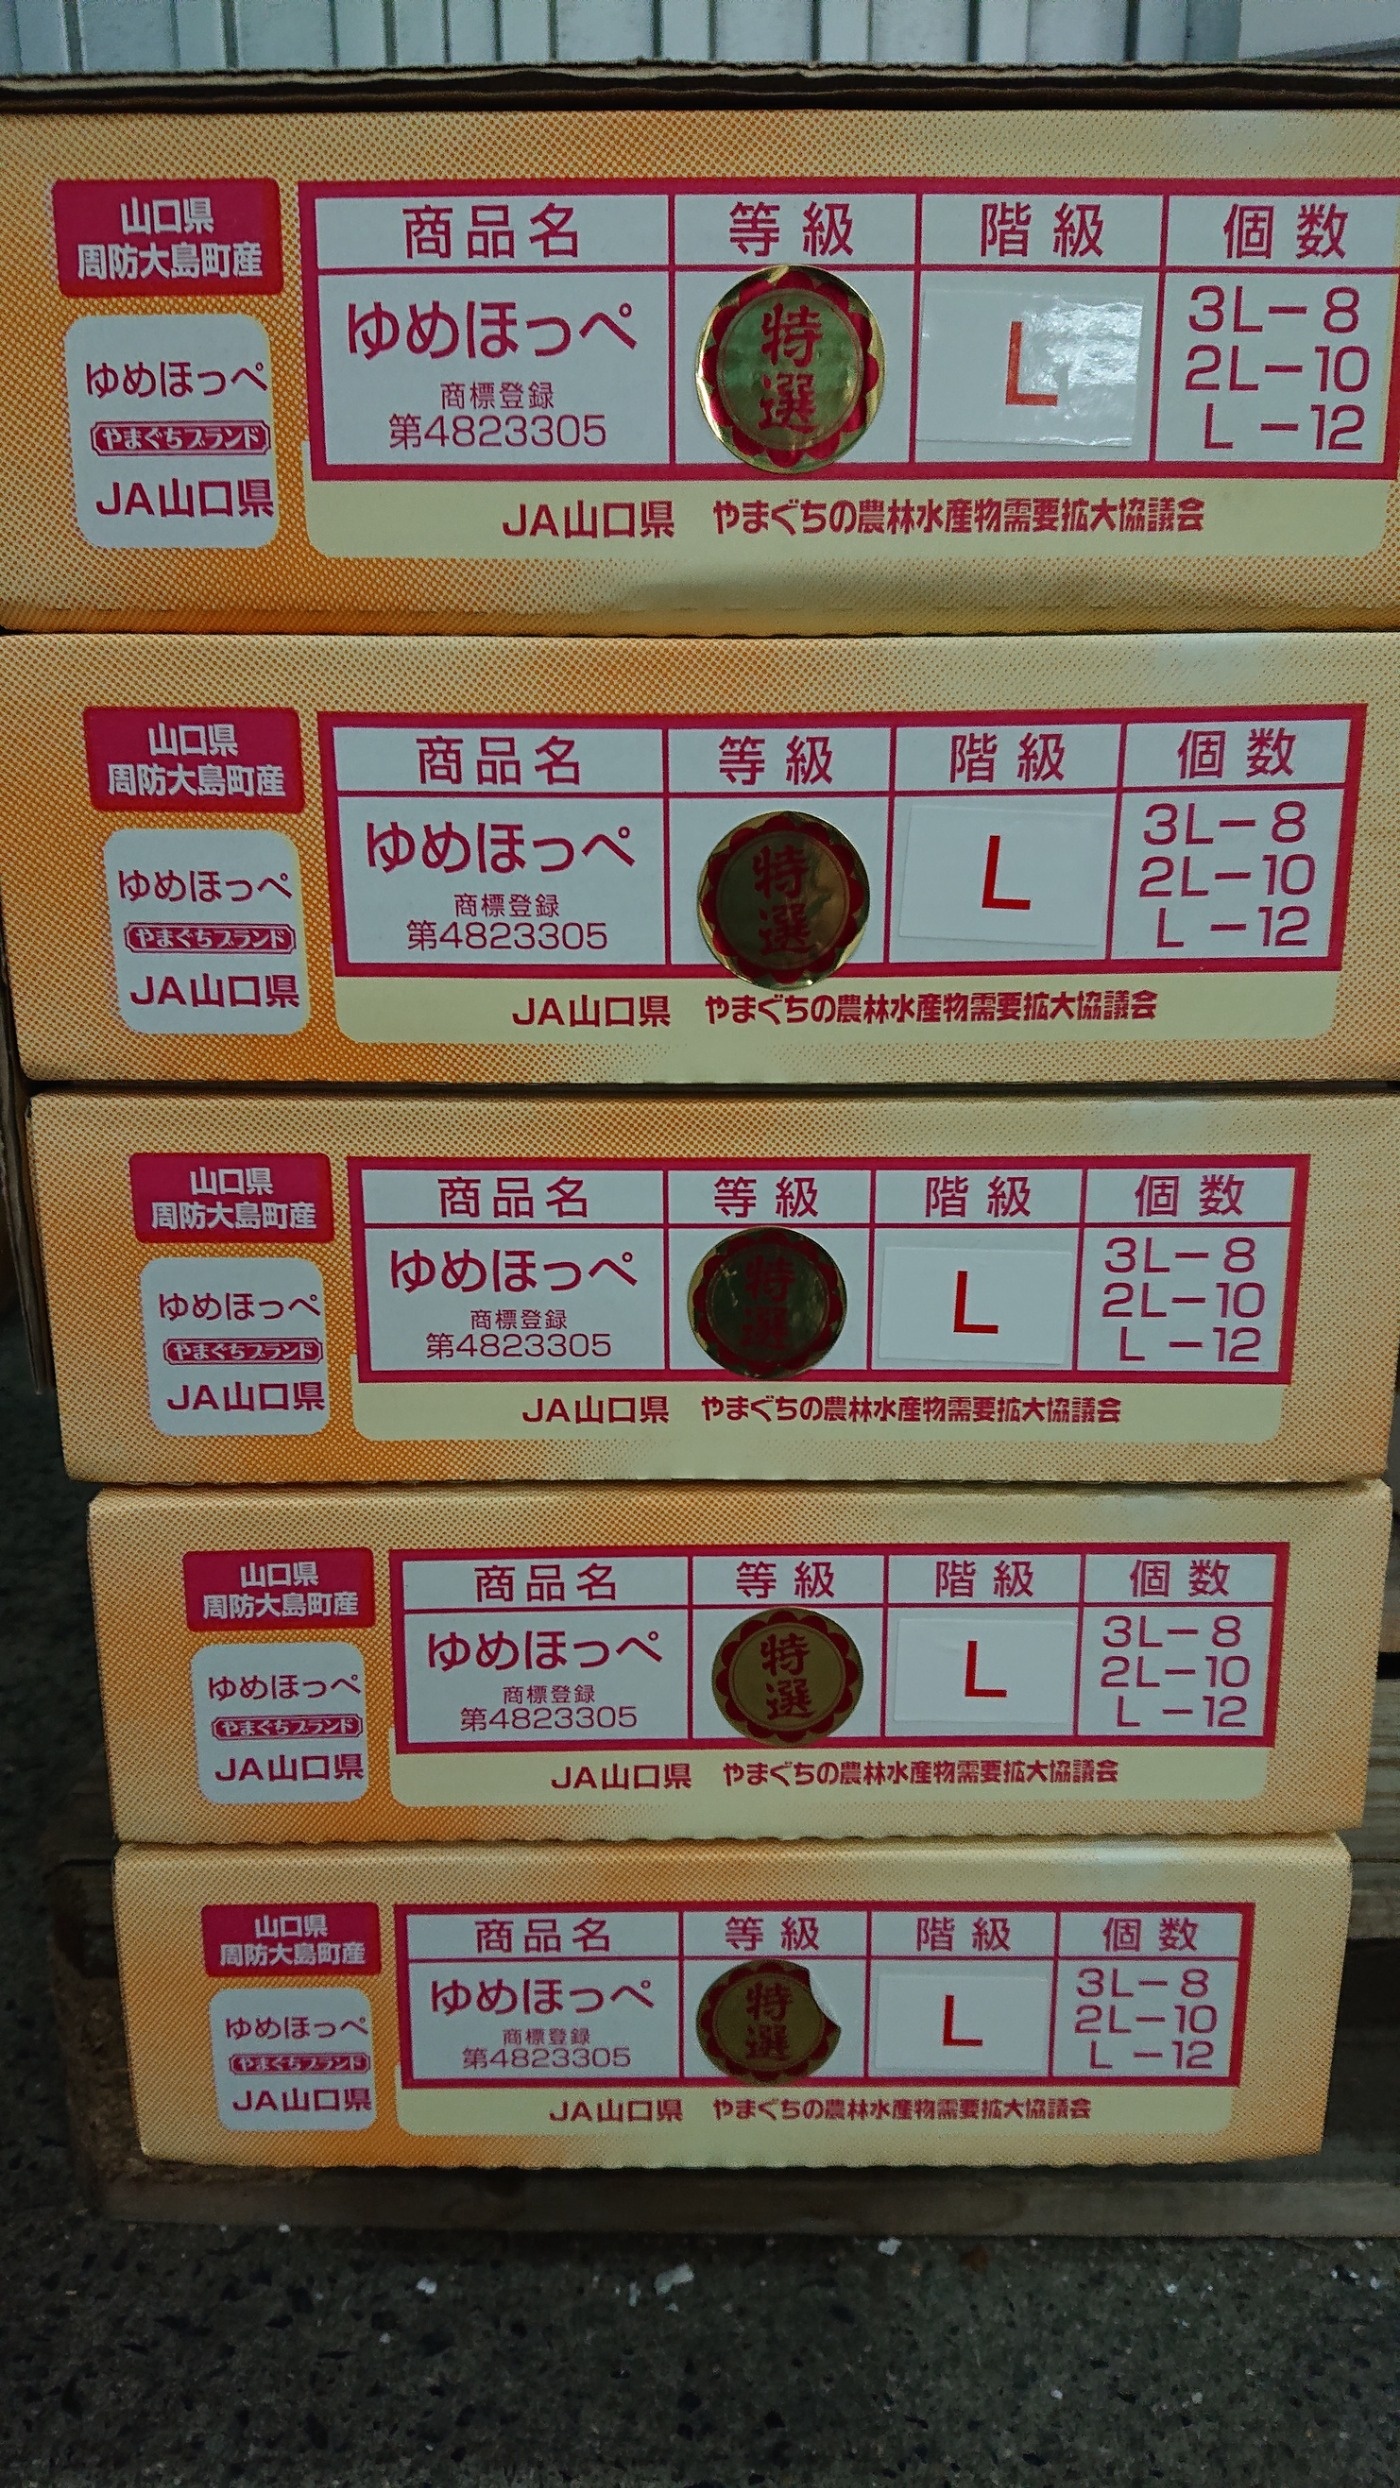 山口県
周防大島町産
ゆめほっぺ
やまぐちブランド
JA山口県
商品名 等級 階級 個数
ゆめほっぺ
商標登録
第4823305
特選
L
3L－8
2L－10
L－12
JA山口県 やまぐちの農林水産物需要拡大協議会
山口県
周防大島町産
ゆめほっぺ
やまぐちブランド
JA山口県
商品名 等級 階級 個数
ゆめほっぺ
商標登録
第4823305
特選
L
3L－8
2L－10
L－12
JA山口県 やまぐちの農林水産物需要拡大協議会
山口県
周防大島町産
ゆめほっぺ
やまぐちブランド
JA山口県
商品名 等級 階級 個数
ゆめほっぺ
商標登録
第4823305
特選
L
3L－8
2L－10
L－12
JA山口県 やまぐちの農林水産物需要拡大協議会
山口県
周防大島町産
ゆめほっぺ
やまぐちブランド
JA山口県
商品名 等級 階級 個数
ゆめほっぺ
商標登録
第4823305
特選
L
3L－8
2L－10
L－12
JA山口県 やまぐちの農林水産物需要拡大協議会
山口県
周防大島町産
ゆめほっぺ
やまぐちブランド
JA山口県
商品名 等級 階級 個数
ゆめほっぺ
商標登録
第4823305
特選
L
3L－8
2L－10
L－12
JA山口県 やまぐちの農林水産物需要拡大協議会